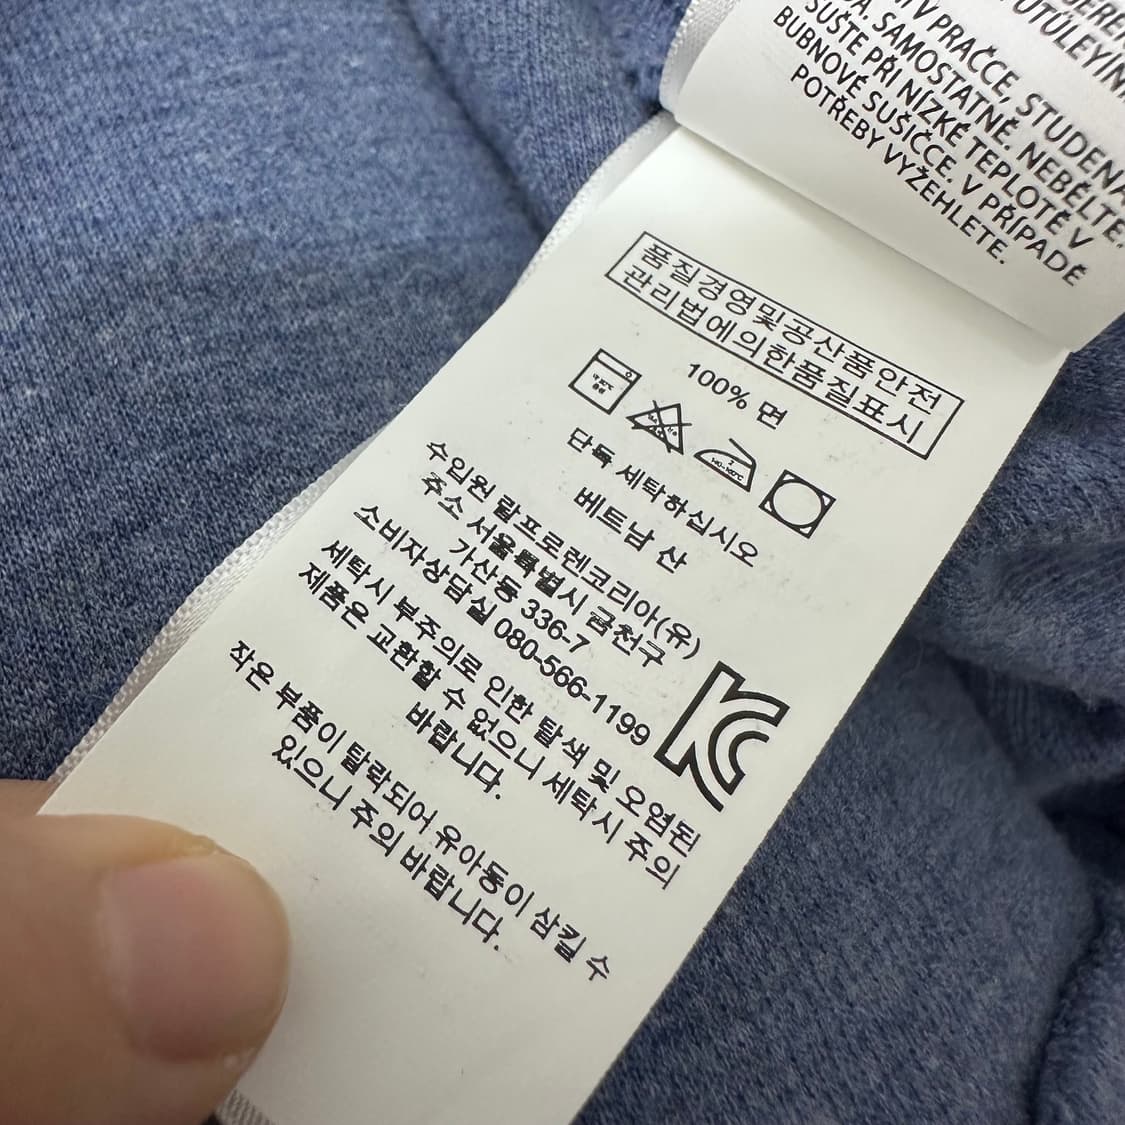 UTÜLEYİN
V PRAČCE, STUDENÁ
SAMOSTATNĚ. NEBĚLTE.
SUŠTE PŘI NÍZKÉ TEPLOTĚ V
BUBNOVÉ SUŠIČCE. V PŘÍPADĚ
POTŘEBY VYŽEHLETE.
품질경영및공산품안전
관리법에의한품질표시
100% 면
단독 세탁하십시오
베트남 산
수입원 랄프로렌코리아(유)
주소 서울특별시 금천구
가산동 336-7
소비자상담실 080-566-1199
세탁시 부주의로 인한 탈색 및 오염된
제품은 교환할 수 없으니 세탁시 주의
바랍니다.
작은 부품이 탈락되어 유아동이 삼킬 수
있으니 주의 바랍니다.